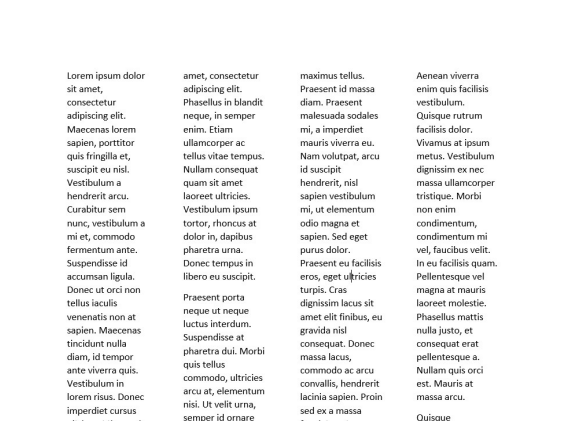 Lorem ipsum dolor
sit amet,
consectetur
adipiscing elit.
Maecenas lorem
sapien, porttitor
quis fringilla et,
suscipit eu nisl.
Vestibulum a
hendrerit arcu.
Curabitur sem
nunc, vestibulum a
mi et, commodo
fermentum ante.
Suspendisse id
accumsan ligula.
Donec ut orci non
tellus iaculis
venenatis non at
sapien. Maecenas
tincidunt nulla
diam, id tempor
ante viverra quis.
Vestibulum in
lorem risus. Donec
imperdiet cursus
amet, consectetur
adipiscing elit.
Phasellus in blandit
neque, in semper
enim. Etiam
ullamcorper ac
tellus vitae tempus.
Nullam consequat
quam sit amet
laoreet ultricies.
Vestibulum ipsum
tortor, rhoncus at
dolor in, dapibus
pharetra urna.
Donec tempus in
libero eu suscipit.
Praesent porta
neque ut neque
luctus interdum.
Suspendisse at
pharetra dui. Morbi
quis tellus
commodo, ultricies
arcu at, elementum
nisi. Ut velit urna,
semper id ornare
maximus tellus.
Praesent id massa
diam. Praesent
malesuada sodales
mi, a imperdiet
mauris viverra eu.
Nam volutpat, arcu
id suscipit
hendrerit, nisl
sapien vestibulum
mi, ut elementum
odio magna et
sapien. Sed eget
purus dolor.
Praesent eu facilisis
eros, eget ultricies
turpis. Cras
dignissim lacus sit
amet elit finibus, eu
gravida nisl
consequat. Donec
massa lacus,
commodo ac arcu
convallis, hendrerit
lacinia sapien. Proin
sed ex a massa
Aenean viverra
enim quis facilisis
vestibulum.
Quisque rutrum
facilisis dolor.
Vivamus at ipsum
metus. Vestibulum
dignissim ex nec
massa ullamcorper
tristique. Morbi
non enim
condimentum,
condimentum mi
vel, faucibus velit.
In eu facilisis quam.
Pellentesque vel
magna at mauris
laoreet molestie.
Phasellus mattis
nulla justo, et
consequat erat
pellentesque a.
Nullam quis orci
est. Mauris at
massa arcu.
Quisque